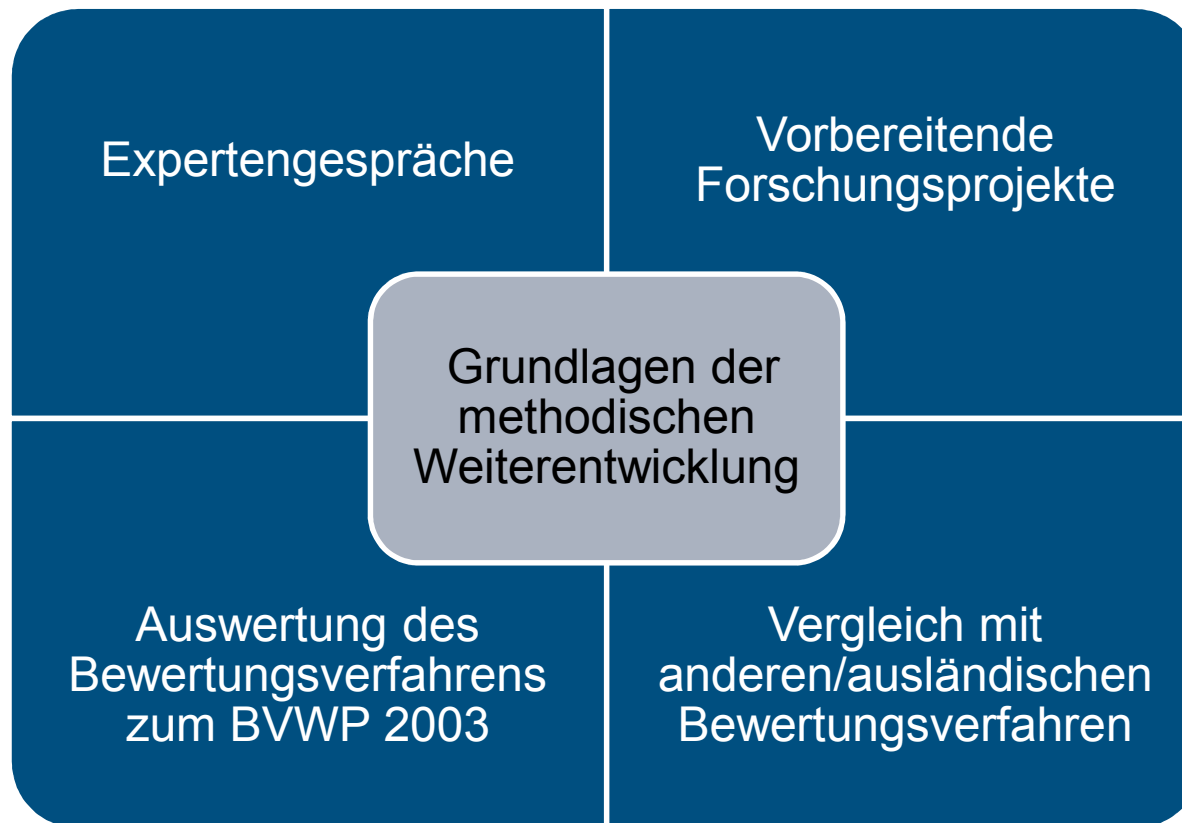 Expertengespräche
Vorbereitende
Forschungsprojekte
Grundlagen der
methodischen
Weiterentwicklung
Auswertung des
Bewertungsverfahrens
zum BVWP 2003
Vergleich mit
anderen/ausländischen
Bewertungsverfahren